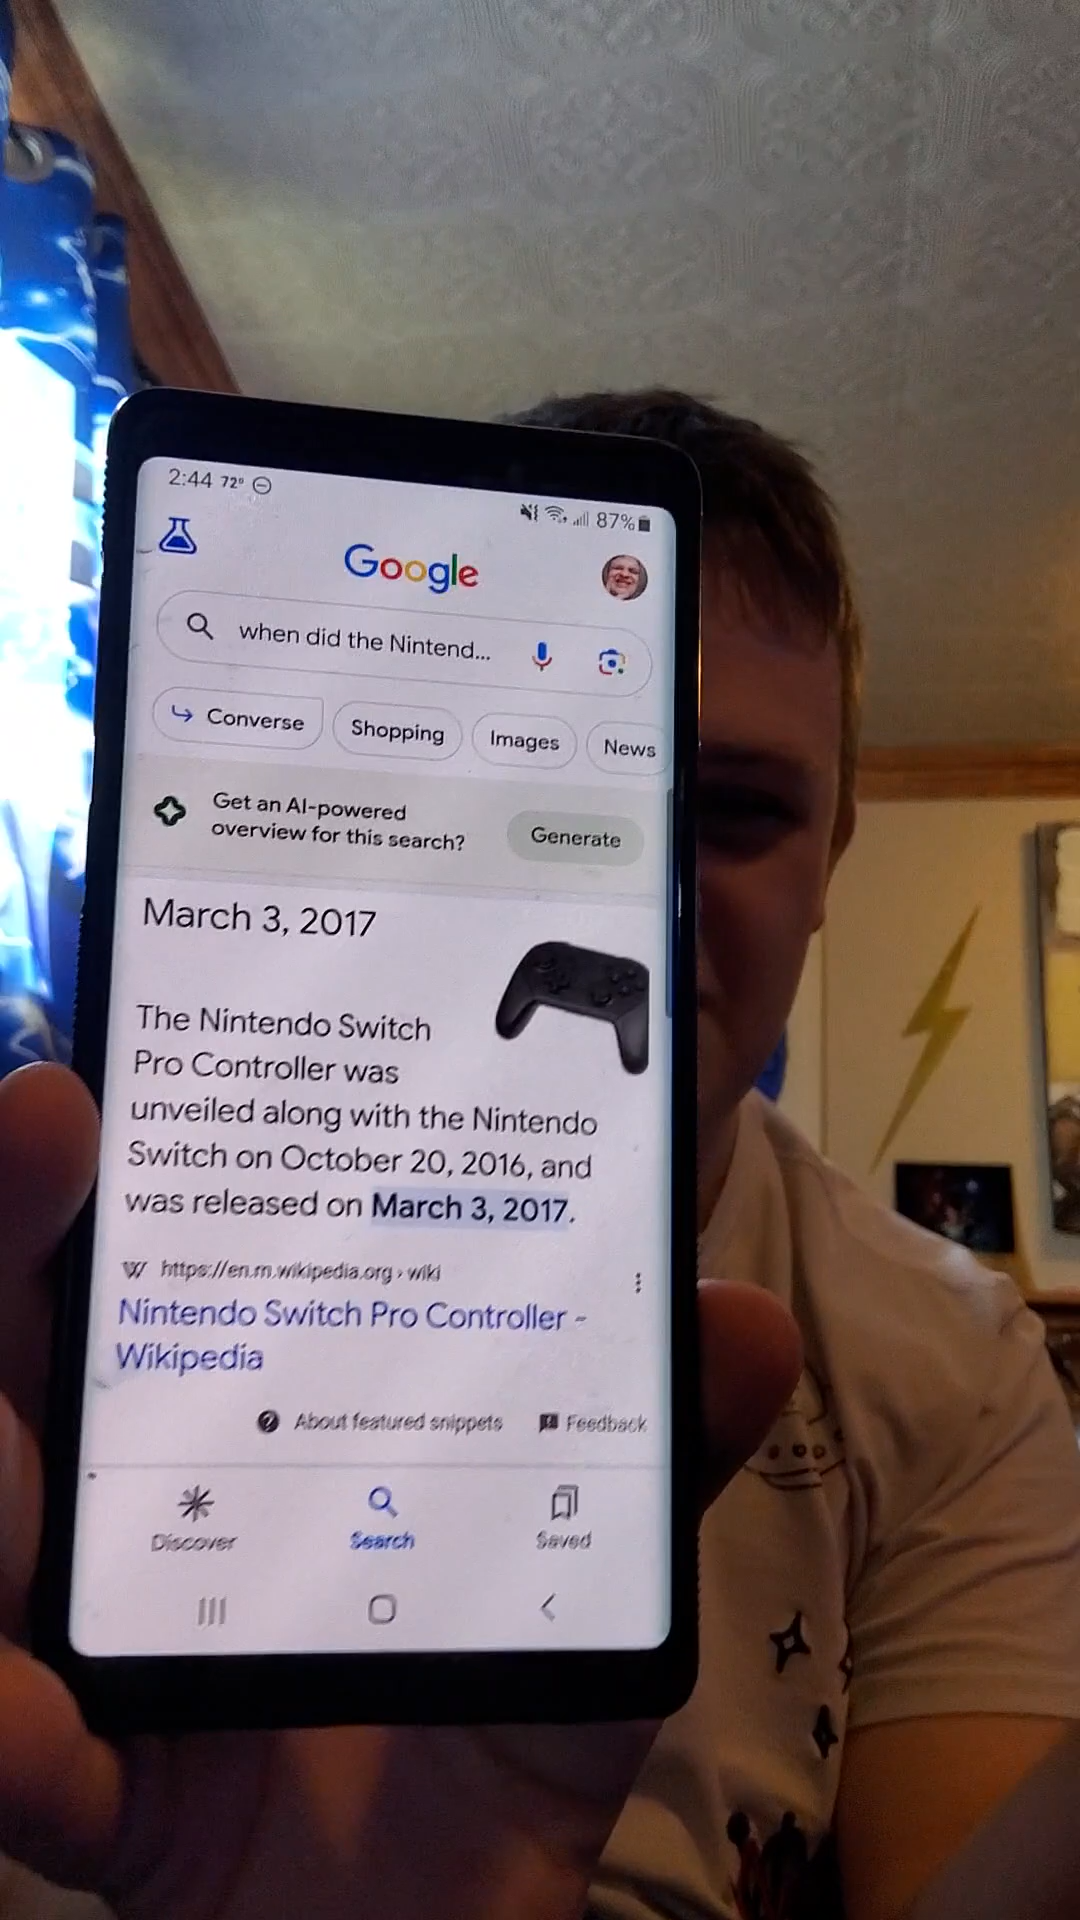 2:44 72° 87%
Google
when did the Nintend...
Converse Shopping Images News
Get an AI-powered
overview for this search?
Generate
March 3, 2017
The Nintendo Switch
Pro Controller was
unveiled along with the Nintendo
Switch on October 20, 2016, and
was released on March 3, 2017.
W https://en.m.wikipedia.org › wiki
Nintendo Switch Pro Controller -
Wikipedia
About featured snippets Feedback
Discover Search Saved